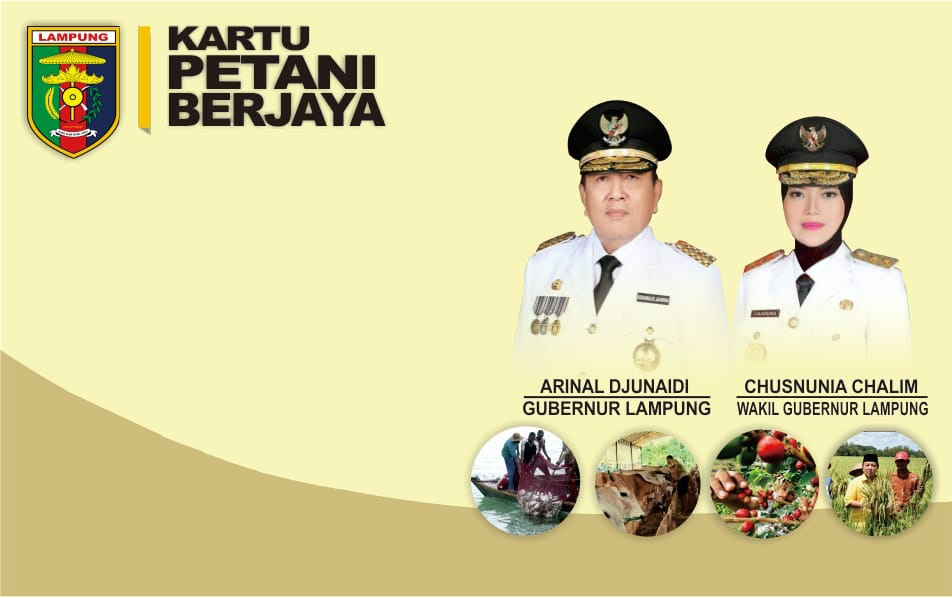 LAMPUNG
KARTU
PETANI
BERJAYA
ARINAL DJUNAIDI
GUBERNUR LAMPUNG
CHUSNUNIA CHALIM
WAKIL GUBERNUR LAMPUNG